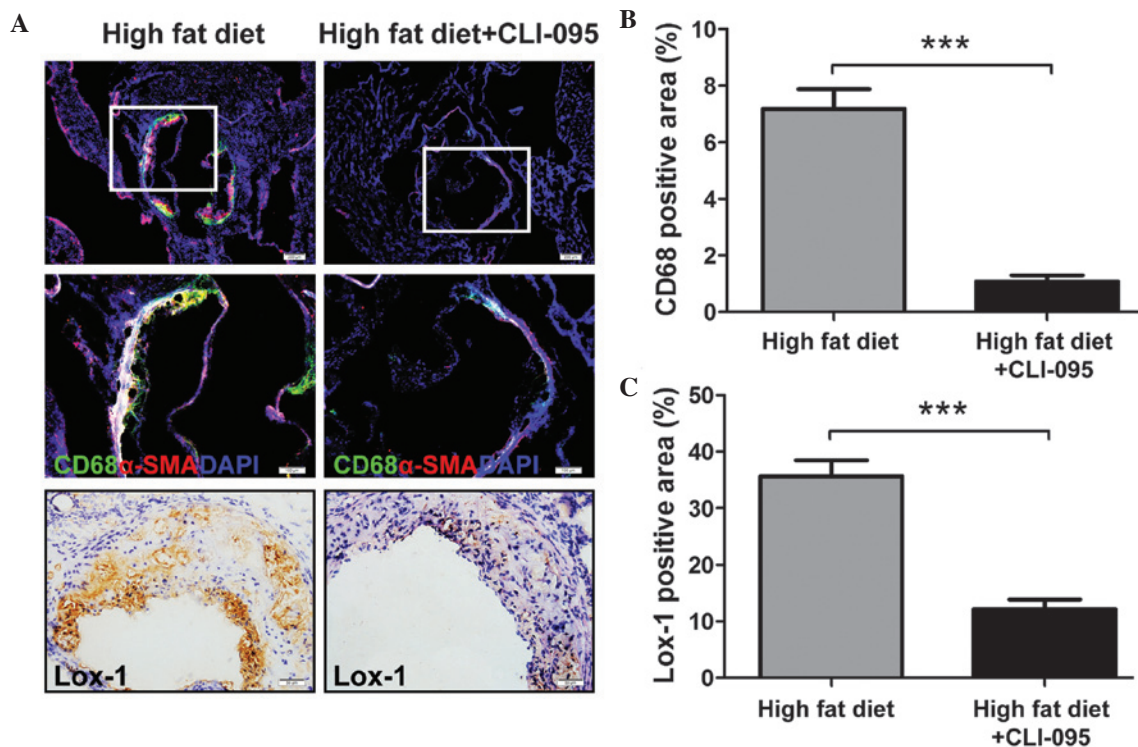 A
High fat diet
High fat diet+CLI-095
CD68α-SMADAPI
CD68α-SMADAPI
Lox-1
Lox-1
B
CD68 positive area (%)
10
8
6
4
2
0
***
High fat diet
High fat diet
+CLI-095
C
Lox-1 positive area (%)
50
40
30
20
10
0
***
High fat diet
High fat diet
+CLI-095